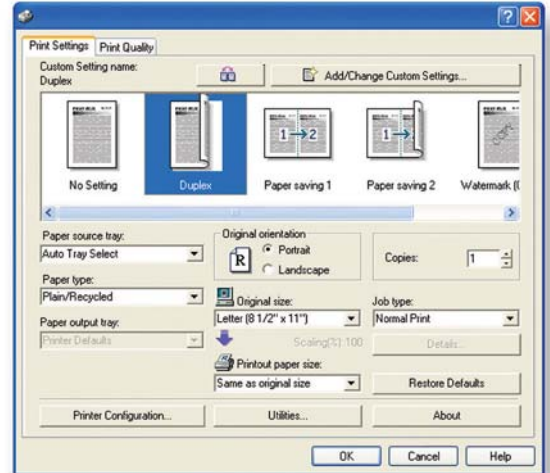 Print Settings
Print Quality
Custom Setting name:
Duplex
Add/Change Custom Settings...
1
2
1
No Setting
Duplex
Paper saving 1
Paper saving 2
Watermark (
Paper source tray:
Auto Tray Select
Paper type:
Plain/Recycled
Paper output tray:
Printer Defaults
Original orientation
R
Portrait
Landscape
Original size:
Letter (8 1/2" x 11")
Scaling(%) 100
Printout paper size:
Same as original size
Copies:
1
Job type:
Normal Print
Details...
Restore Defaults
Printer Configuration...
Utilities...
About
OK
Cancel
Help